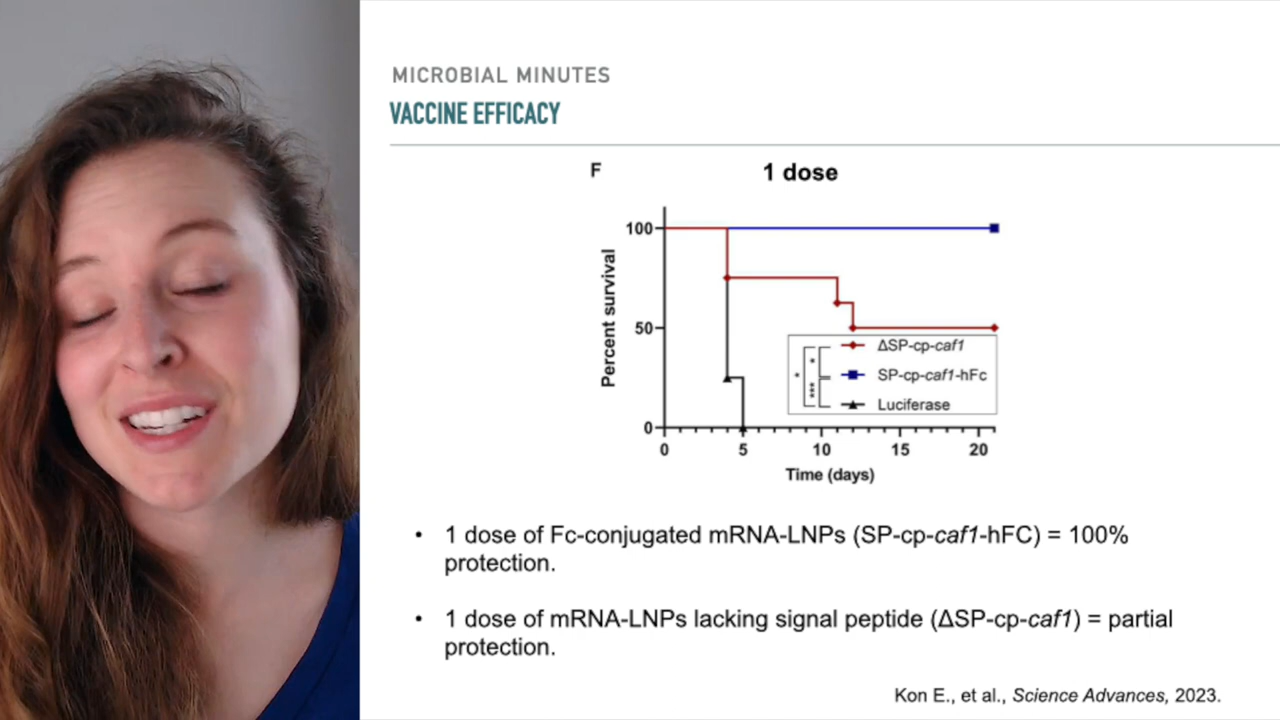 MICROBIAL MINUTES
VACCINE EFFICACY
F
1 dose
Percent survival
100
50
0
0 5 10 15 20
Time (days)
ΔSP-cp-caf1
SP-cp-caf1-hFc
Luciferase
*
*
***
• 1 dose of Fc-conjugated mRNA-LNPs (SP-cp-caf1-hFC) = 100%
protection.
• 1 dose of mRNA-LNPs lacking signal peptide (ΔSP-cp-caf1) = partial
protection.
Kon E., et al., Science Advances, 2023.